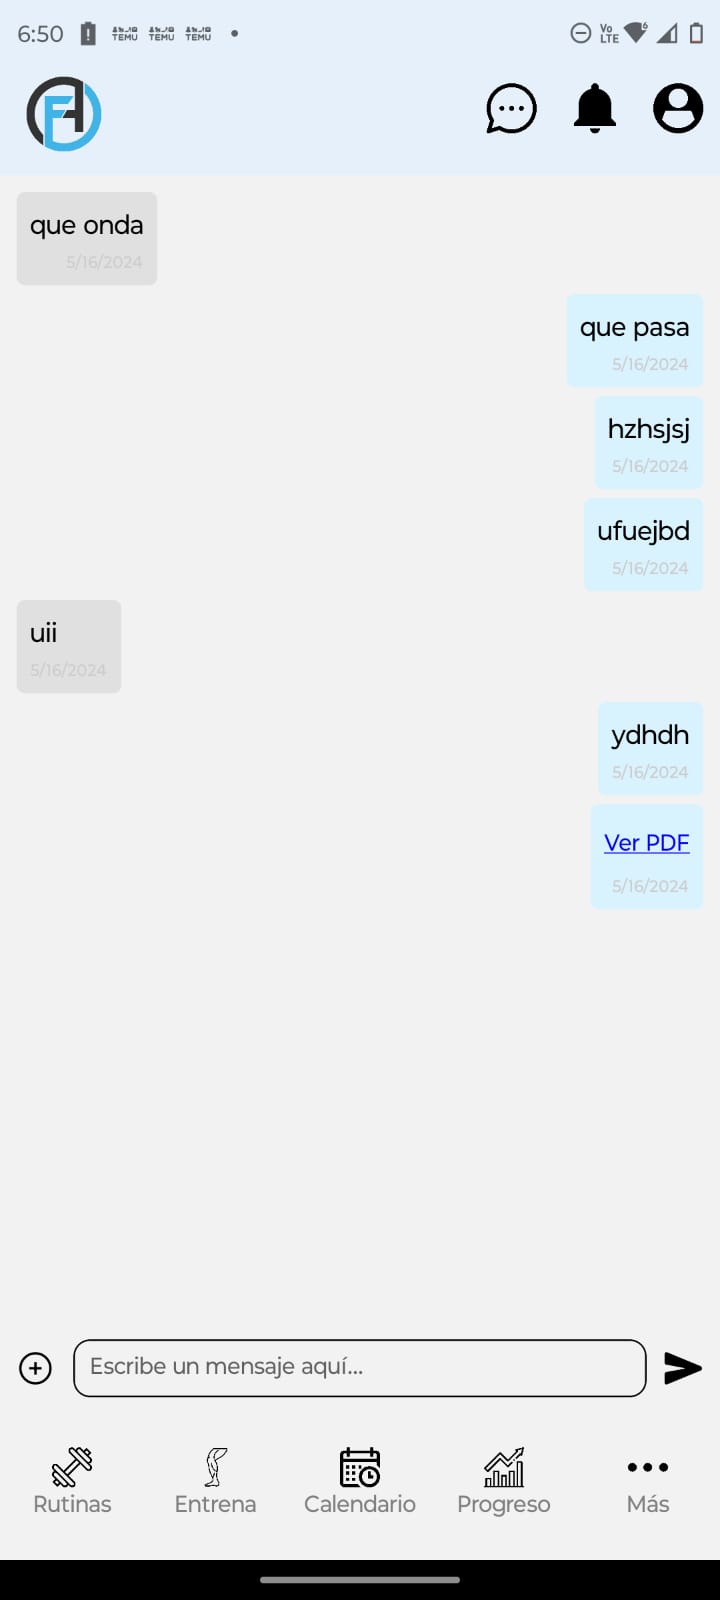 6:50
TEMU TEMU TEMU
Vo LTE 6
FA
que onda
5/16/2024
que pasa
5/16/2024
hzhsjsj
5/16/2024
ufuejbd
5/16/2024
uii
5/16/2024
ydhdh
5/16/2024
Ver PDF
5/16/2024
Escribe un mensaje aquí...
Rutinas Entrena Calendario Progreso Más